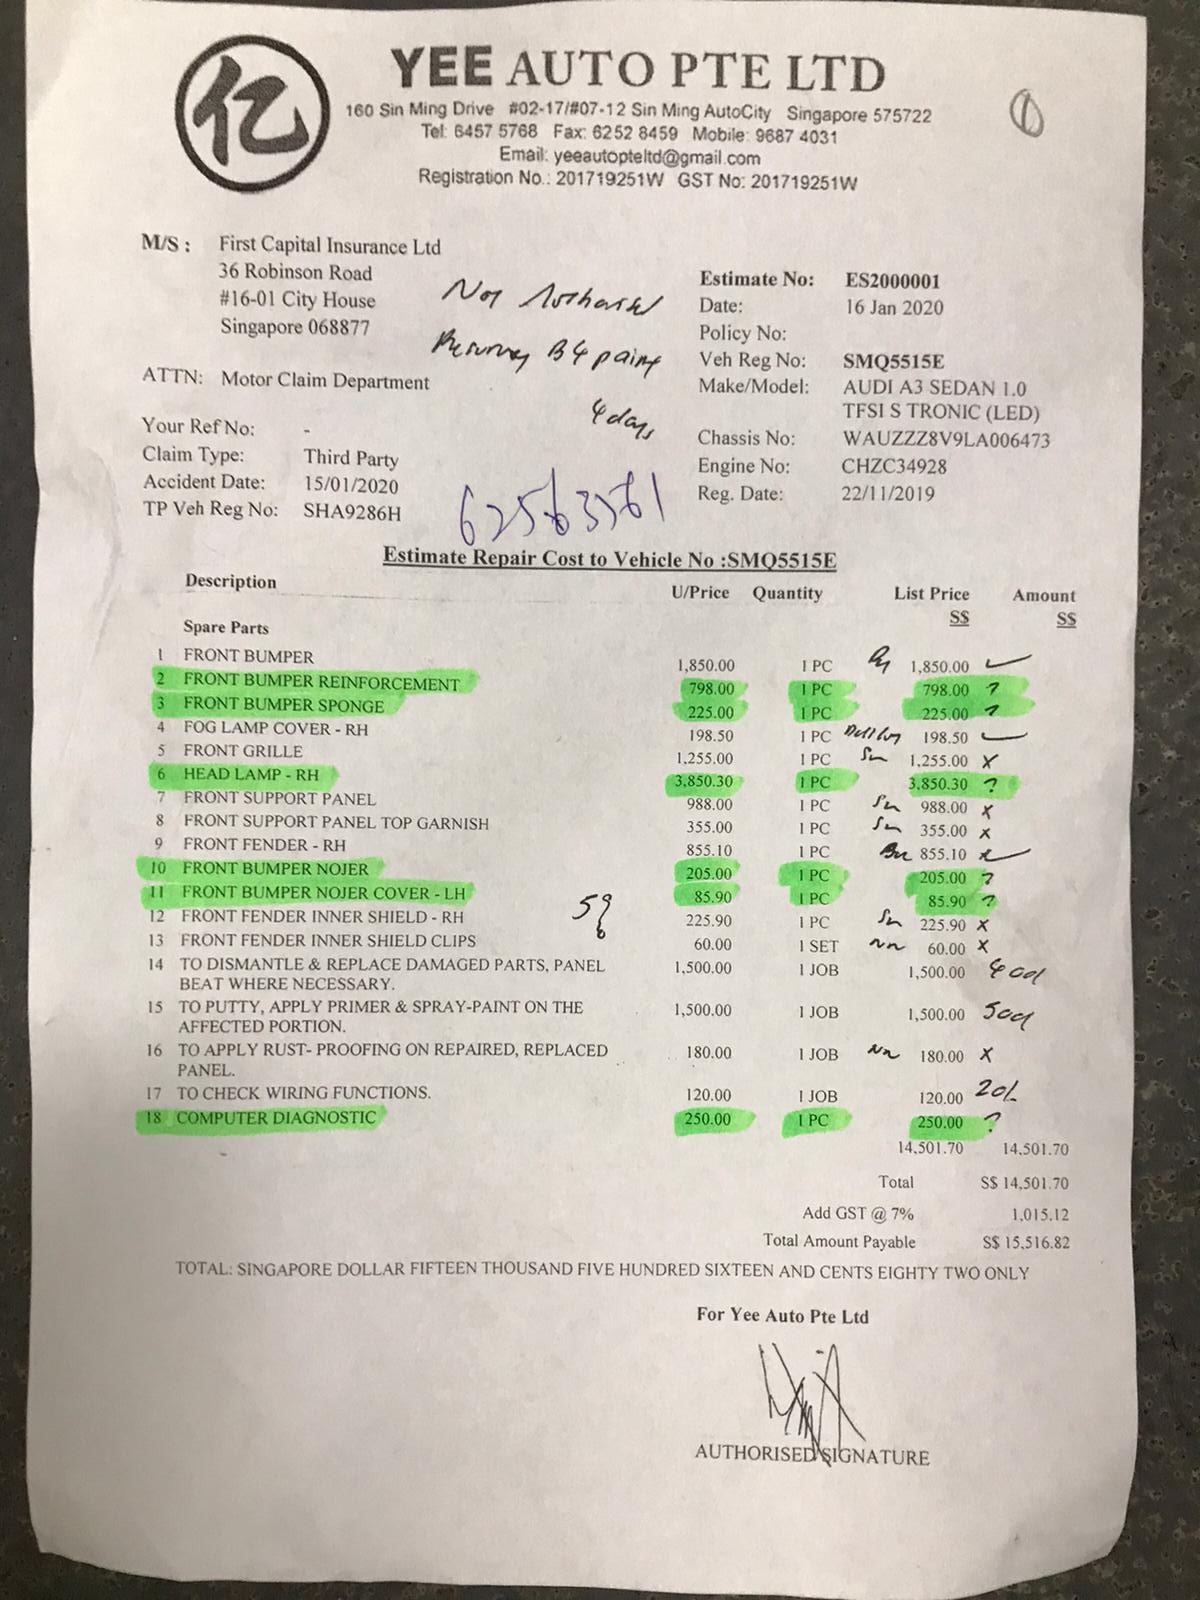 亿
YEE AUTO PTE LTD
160 Sin Ming Drive #02-17/#07-12 Sin Ming AutoCity Singapore 575722
Tel: 6457 5768 Fax: 6252 8459 Mobile: 9687 4031
Email: yeeautopteltd@gmail.com
Registration No.: 201719251W GST No: 201719251W
1
M/S : First Capital Insurance Ltd
36 Robinson Road
#16-01 City House
Singapore 068877
ATTN: Motor Claim Department
Your Ref No: -
Claim Type: Third Party
Accident Date: 15/01/2020
TP Veh Reg No: SHA9286H
Not
B4 paint
4 days
62563561
Estimate No: ES2000001
Date: 16 Jan 2020
Policy No:
Veh Reg No: SMQ5515E
Make/Model: AUDI A3 SEDAN 1.0
TFSI S TRONIC (LED)
Chassis No: WAUZZZ8V9LA006473
Engine No: CHZC34928
Reg. Date: 22/11/2019
Estimate Repair Cost to Vehicle No :SMQ5515E
Description U/Price Quantity List Price Amount
S$ S$
Spare Parts
1 FRONT BUMPER 1,850.00 1 PC 1,850.00 ✓
2 FRONT BUMPER REINFORCEMENT 798.00 1 PC 798.00 ?
3 FRONT BUMPER SPONGE 225.00 1 PC 225.00 ?
4 FOG LAMP COVER - RH 198.50 1 PC 198.50 ✓
5 FRONT GRILLE 1,255.00 1 PC 1,255.00 x
6 HEAD LAMP - RH 3,850.30 1 PC 3,850.30 ?
7 FRONT SUPPORT PANEL 988.00 1 PC 988.00 x
8 FRONT SUPPORT PANEL TOP GARNISH 355.00 1 PC 355.00 x
9 FRONT FENDER - RH 855.10 1 PC 855.10 ✓
10 FRONT BUMPER NOJER 205.00 1 PC 205.00 ?
11 FRONT BUMPER NOJER COVER - LH 85.90 1 PC 85.90 ?
12 FRONT FENDER INNER SHIELD - RH 225.90 1 PC 225.90 x
13 FRONT FENDER INNER SHIELD CLIPS 60.00 1 SET 60.00 x
14 TO DISMANTLE & REPLACE DAMAGED PARTS, PANEL 1,500.00 1 JOB 1,500.00
BEAT WHERE NECESSARY.
15 TO PUTTY, APPLY PRIMER & SPRAY-PAINT ON THE 1,500.00 1 JOB 1,500.00
AFFECTED PORTION.
16 TO APPLY RUST- PROOFING ON REPAIRED, REPLACED 180.00 1 JOB 180.00 x
PANEL.
17 TO CHECK WIRING FUNCTIONS. 120.00 1 JOB 120.00
18 COMPUTER DIAGNOSTIC 250.00 1 PC 250.00 ?
14,501.70 14,501.70
Total S$ 14,501.70
Add GST @ 7% 1,015.12
Total Amount Payable S$ 15,516.82
TOTAL: SINGAPORE DOLLAR FIFTEEN THOUSAND FIVE HUNDRED SIXTEEN AND CENTS EIGHTY TWO ONLY
For Yee Auto Pte Ltd
AUTHORISED SIGNATURE